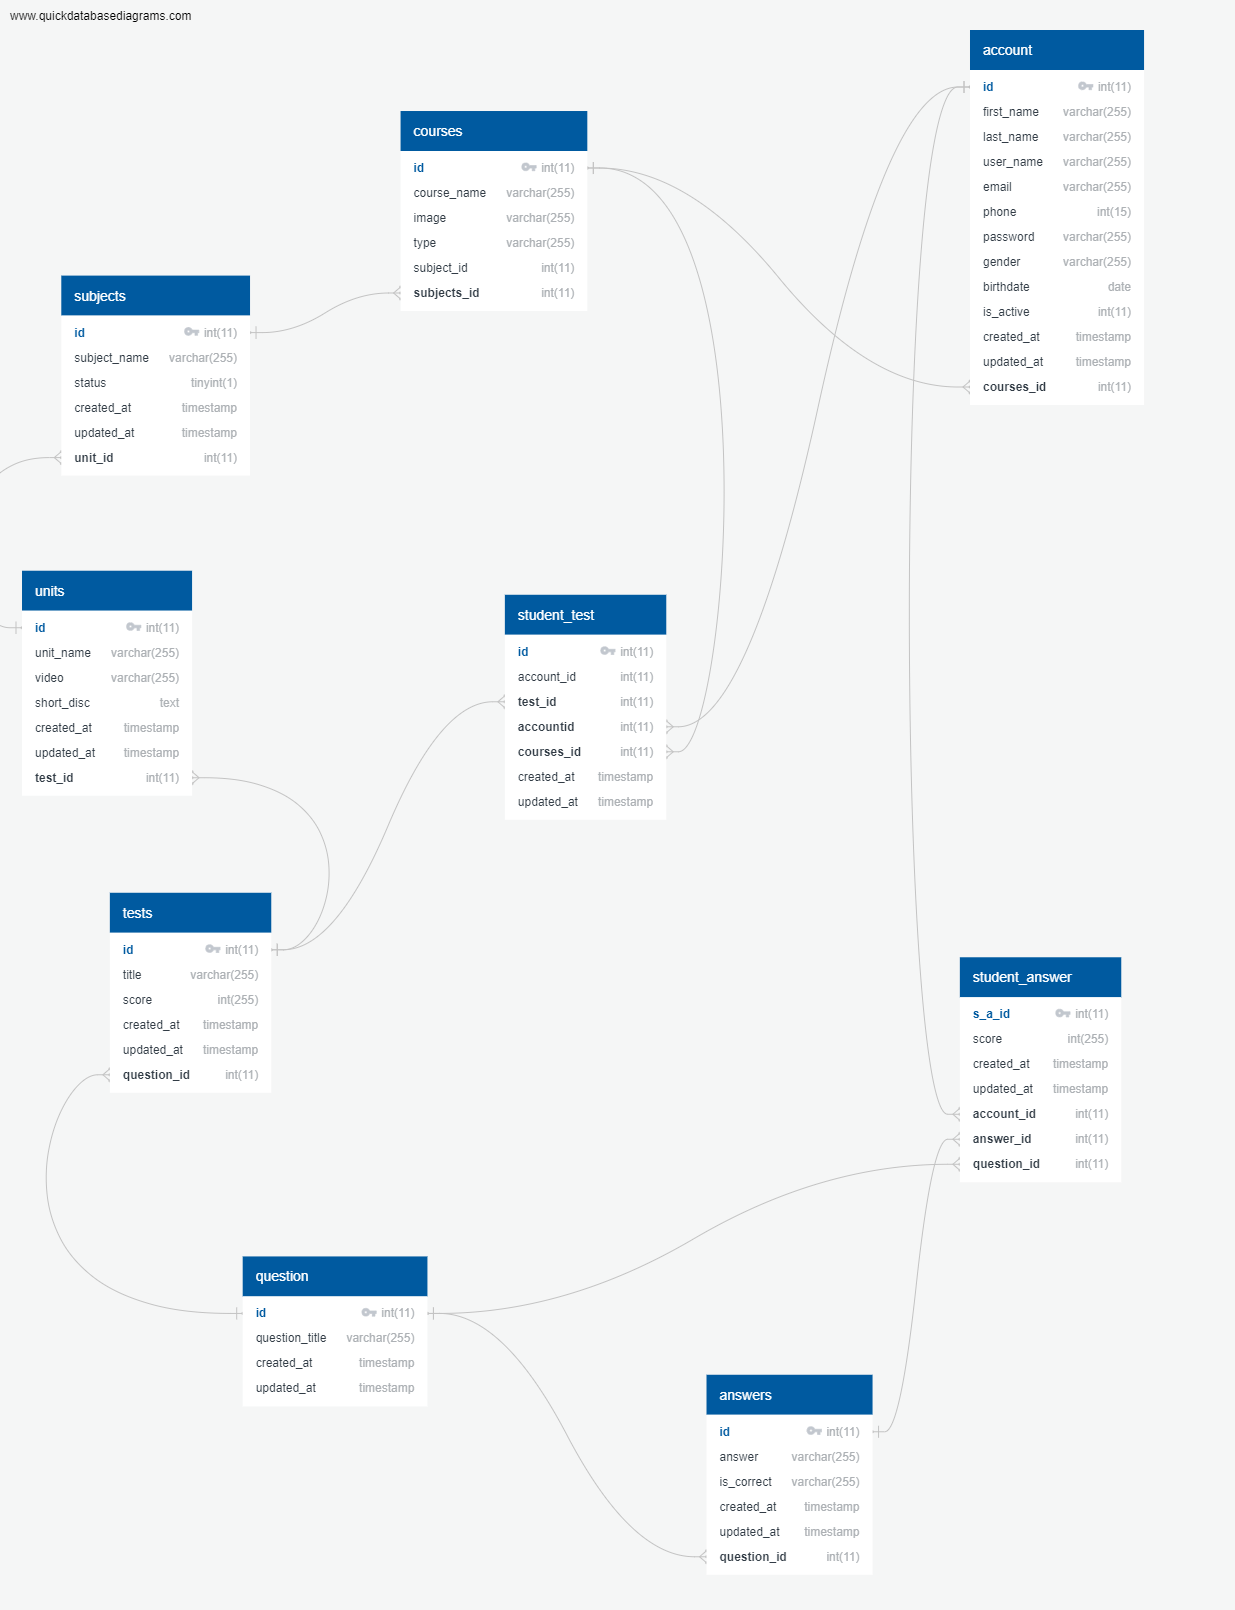 www.quickdatabasediagrams.com
account
id int(11)
first_name varchar(255)
last_name varchar(255)
user_name varchar(255)
email varchar(255)
phone int(15)
password varchar(255)
gender varchar(255)
birthdate date
is_active int(11)
created_at timestamp
updated_at timestamp
courses_id int(11)
courses
id int(11)
course_name varchar(255)
image varchar(255)
type varchar(255)
subject_id int(11)
subjects_id int(11)
subjects
id int(11)
subject_name varchar(255)
status tinyint(1)
created_at timestamp
updated_at timestamp
unit_id int(11)
units
id int(11)
unit_name varchar(255)
video varchar(255)
short_disc text
created_at timestamp
updated_at timestamp
test_id int(11)
student_test
id int(11)
account_id int(11)
test_id int(11)
accountid int(11)
courses_id int(11)
created_at timestamp
updated_at timestamp
tests
id int(11)
title varchar(255)
score int(255)
created_at timestamp
updated_at timestamp
question_id int(11)
student_answer
s_a_id int(11)
score int(255)
created_at timestamp
updated_at timestamp
account_id int(11)
answer_id int(11)
question_id int(11)
question
id int(11)
question_title varchar(255)
created_at timestamp
updated_at timestamp
answers
id int(11)
answer varchar(255)
is_correct varchar(255)
created_at timestamp
updated_at timestamp
question_id int(11)